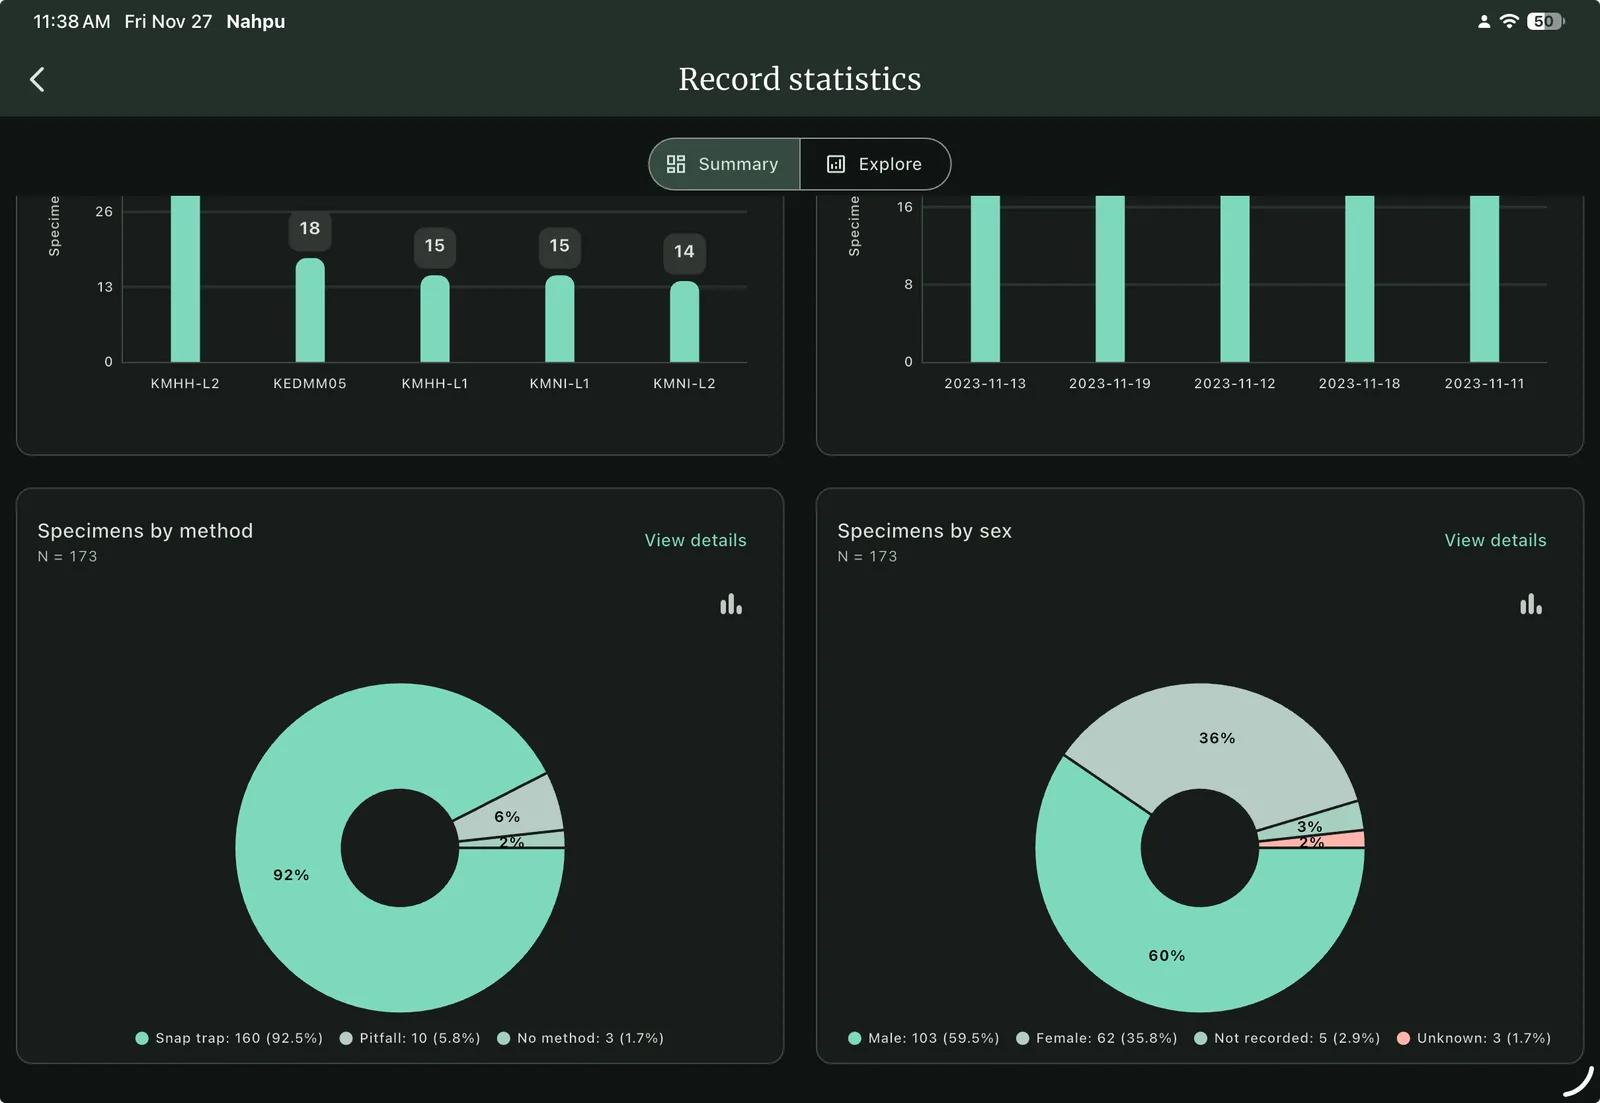 11:38 AM Fri Nov 27 Nahpu
50
Record statistics
Summary
Explore
26
18
15
15
14
13
0
KMHH-L2 KEDMM05 KMHH-L1 KMNI-L1 KMNI-L2
16
8
0
2023-11-13 2023-11-19 2023-11-12 2023-11-18 2023-11-11
Specimens by method
N = 173
View details
92%
6%
2%
Snap trap: 160 (92.5%) Pitfall: 10 (5.8%) No method: 3 (1.7%)
Specimens by sex
N = 173
View details
36%
3%
2%
60%
Male: 103 (59.5%) Female: 62 (35.8%) Not recorded: 5 (2.9%) Unknown: 3 (1.7%)